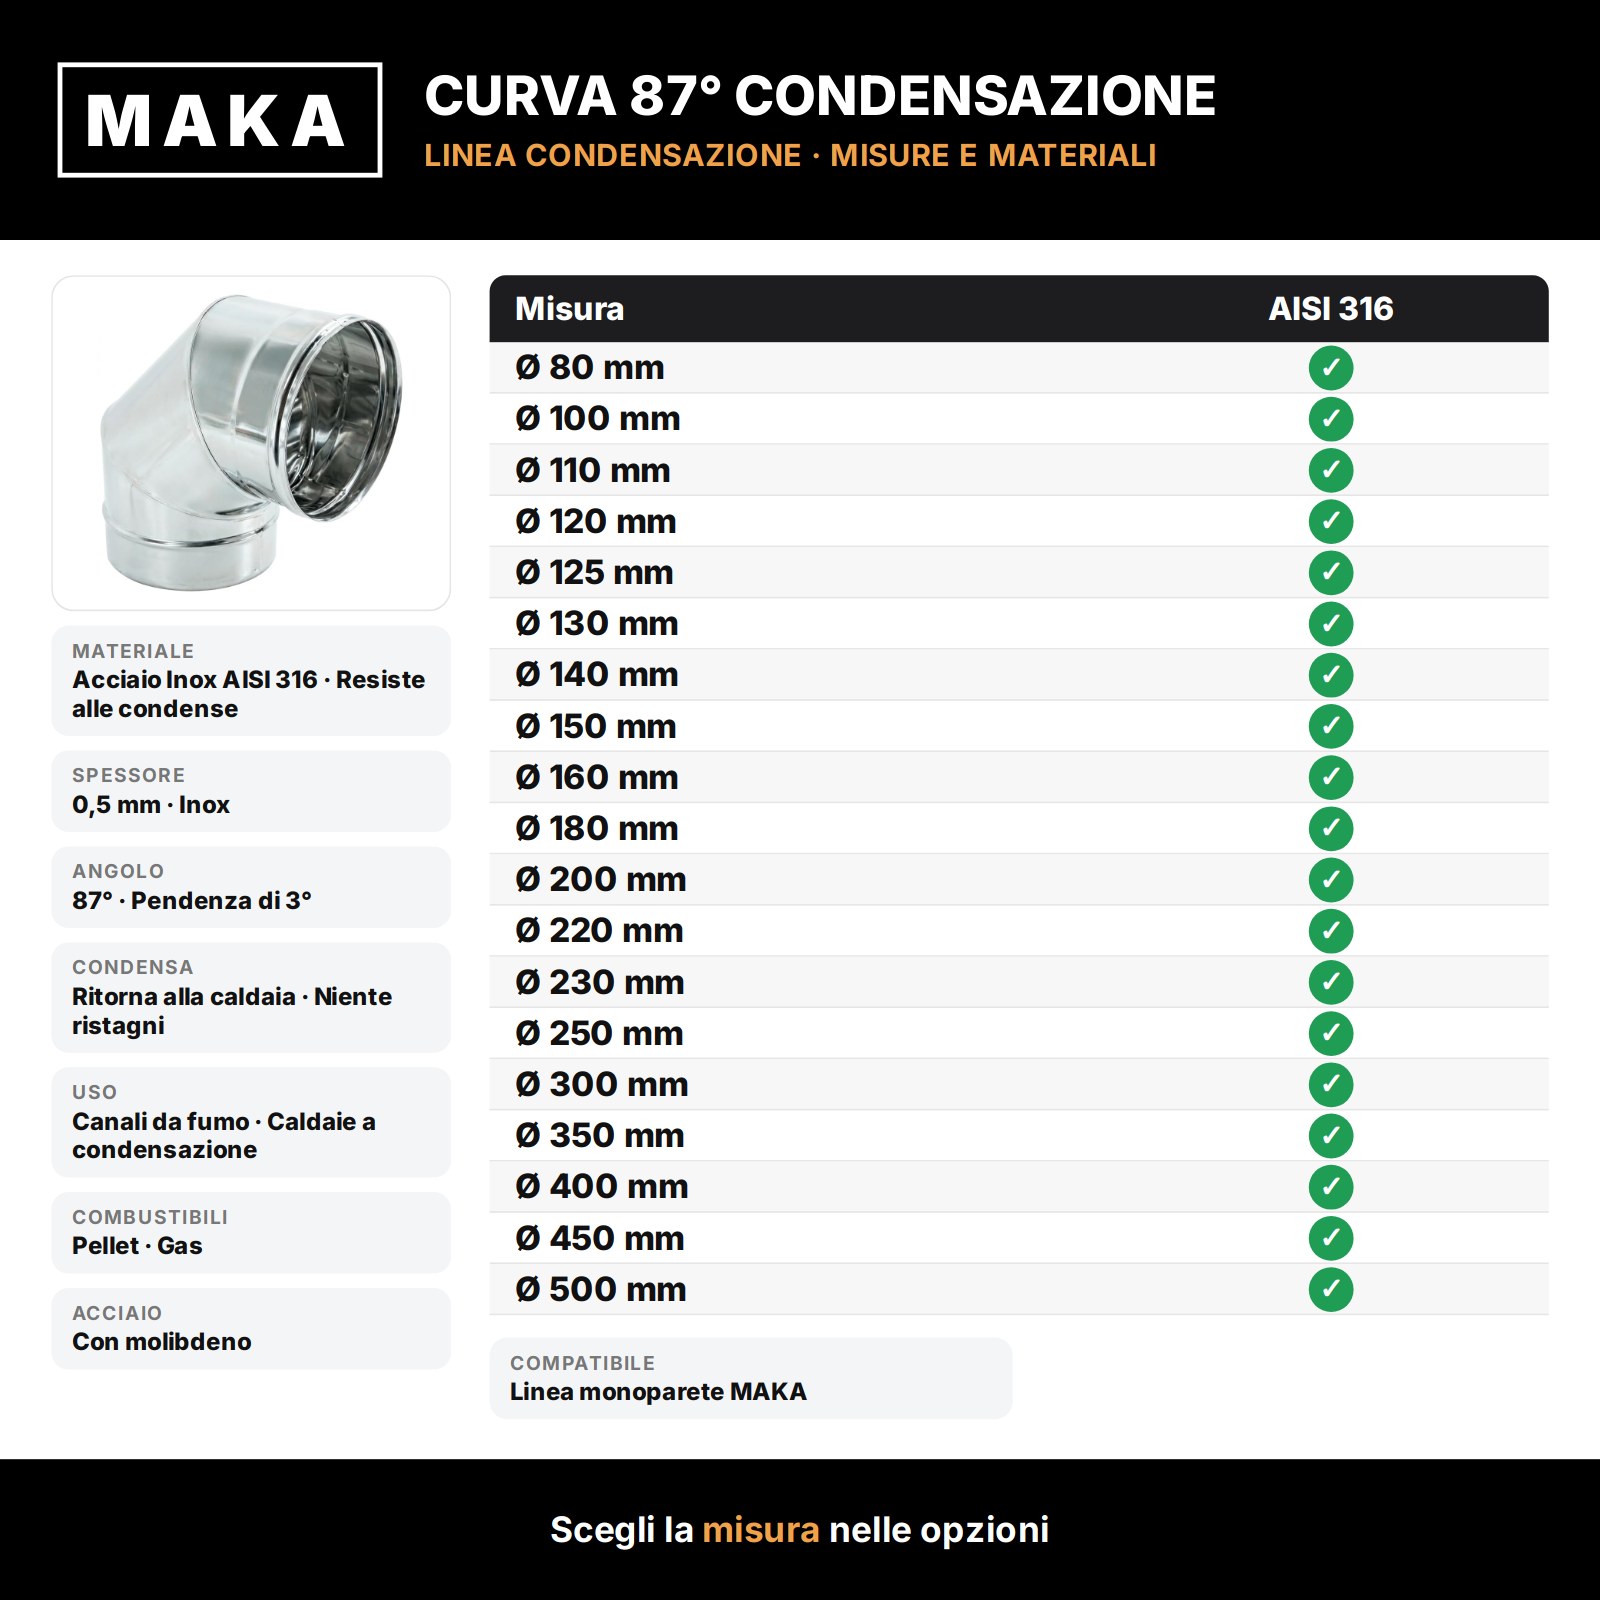 MAKA
CURVA 87° CONDENSAZIONE
LINEA CONDENSAZIONE · MISURE E MATERIALI
MATERIALE
Acciaio Inox AISI 316 · Resiste
alle condense
SPESSORE
0,5 mm · Inox
ANGOLO
87° · Pendenza di 3°
CONDENSA
Ritorna alla caldaia · Niente
ristagni
USO
Canali da fumo · Caldaie a
condensazione
COMBUSTIBILI
Pellet · Gas
ACCIAIO
Con molibdeno
Misura AISI 316
Ø 80 mm ✓
Ø 100 mm ✓
Ø 110 mm ✓
Ø 120 mm ✓
Ø 125 mm ✓
Ø 130 mm ✓
Ø 140 mm ✓
Ø 150 mm ✓
Ø 160 mm ✓
Ø 180 mm ✓
Ø 200 mm ✓
Ø 220 mm ✓
Ø 230 mm ✓
Ø 250 mm ✓
Ø 300 mm ✓
Ø 350 mm ✓
Ø 400 mm ✓
Ø 450 mm ✓
Ø 500 mm ✓
COMPATIBILE
Linea monoparete MAKA
Scegli la misura nelle opzioni